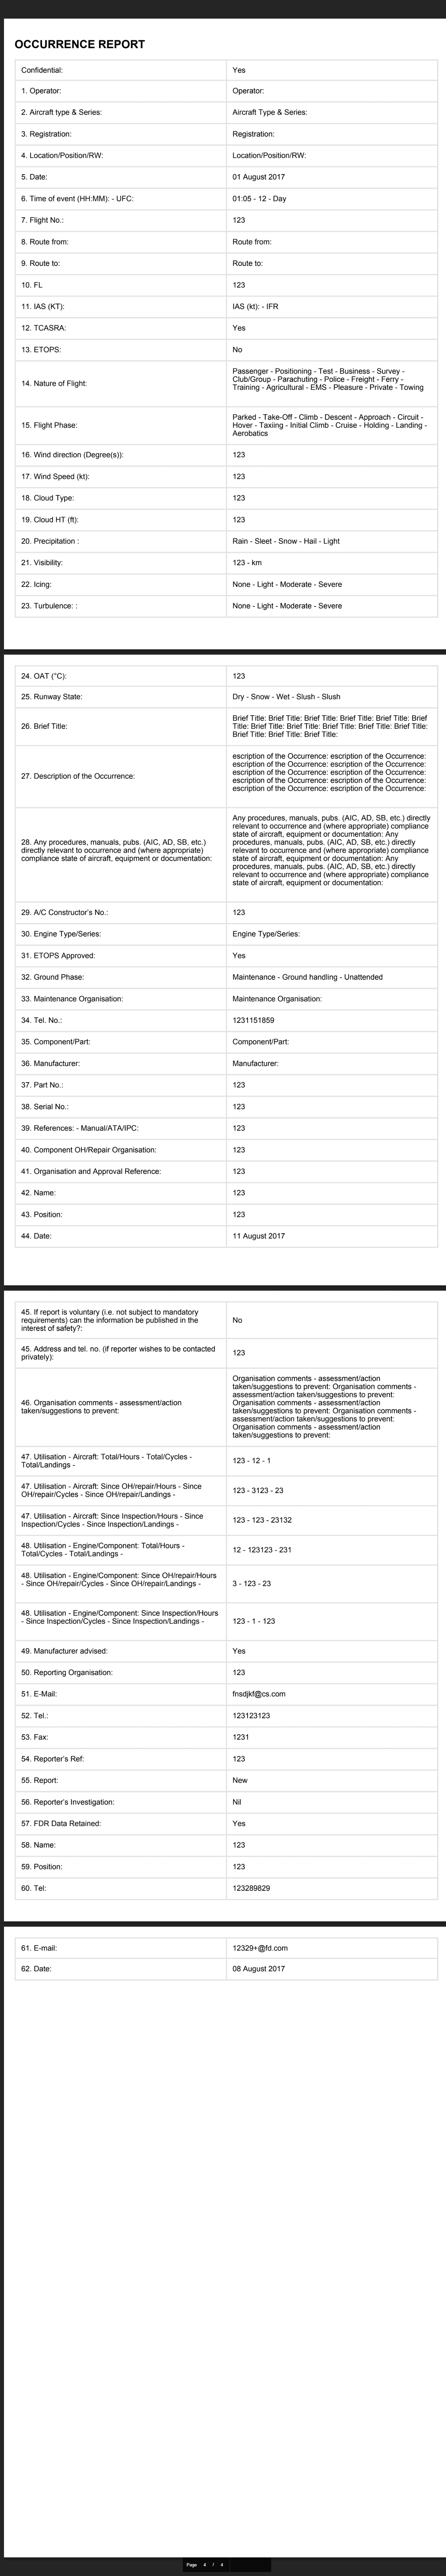 OCCURRENCE REPORT
Confidential: Yes
1. Operator: Operator:
2. Aircraft type & Series: Aircraft Type & Series:
3. Registration: Registration:
4. Location/Position/RW: Location/Position/RW:
5. Date: 01 August 2017
6. Time of event (HH:MM): - UFC: 01:05 - 12 - Day
7. Flight No.: 123
8. Route from: Route from:
9. Route to: Route to:
10. FL 123
11. IAS (KT): IAS (kt): - IFR
12. TCASRA: Yes
13. ETOPS: No
14. Nature of Flight:
Passenger - Positioning - Test - Business - Survey -
Club/Group - Parachuting - Police - Freight - Ferry -
Training - Agricultural - EMS - Pleasure - Private - Towing
15. Flight Phase:
Parked - Take-Off - Climb - Descent - Approach - Circuit -
Hover - Taxiing - Initial Climb - Cruise - Holding - Landing -
Aerobatics
16. Wind direction (Degree(s)): 123
17. Wind Speed (kt): 123
18. Cloud Type: 123
19. Cloud HT (ft): 123
20. Precipitation : Rain - Sleet - Snow - Hail - Light
21. Visibility: 123 - km
22. Icing: None - Light - Moderate - Severe
23. Turbulence: : None - Light - Moderate - Severe
24. OAT (°C): 123
25. Runway State: Dry - Snow - Wet - Slush - Slush
26. Brief Title:
Brief Title: Brief Title: Brief Title: Brief Title: Brief Title: Brief
Title: Brief Title: Brief Title: Brief Title: Brief Title: Brief Title:
Brief Title: Brief Title: Brief Title:
27. Description of the Occurrence:
escription of the Occurrence: escription of the Occurrence:
escription of the Occurrence: escription of the Occurrence:
escription of the Occurrence: escription of the Occurrence:
escription of the Occurrence: escription of the Occurrence:
escription of the Occurrence: escription of the Occurrence:
28. Any procedures, manuals, pubs. (AIC, AD, SB, etc.)
directly relevant to occurrence and (where appropriate)
compliance state of aircraft, equipment or documentation:
Any procedures, manuals, pubs. (AIC, AD, SB, etc.) directly
relevant to occurrence and (where appropriate) compliance
state of aircraft, equipment or documentation: Any
procedures, manuals, pubs. (AIC, AD, SB, etc.) directly
relevant to occurrence and (where appropriate) compliance
state of aircraft, equipment or documentation: Any
procedures, manuals, pubs. (AIC, AD, SB, etc.) directly
relevant to occurrence and (where appropriate) compliance
state of aircraft, equipment or documentation:
29. A/C Constructor's No.: 123
30. Engine Type/Series: Engine Type/Series:
31. ETOPS Approved: Yes
32. Ground Phase: Maintenance - Ground handling - Unattended
33. Maintenance Organisation: Maintenance Organisation:
34. Tel. No.: 1231151859
35. Component/Part: Component/Part:
36. Manufacturer: Manufacturer:
37. Part No.: 123
38. Serial No.: 123
39. References: - Manual/ATA/IPC: 123
40. Component OH/Repair Organisation: 123
41. Organisation and Approval Reference: 123
42. Name: 123
43. Position: 123
44. Date: 11 August 2017
45. If report is voluntary (i.e. not subject to mandatory
requirements) can the information be published in the
interest of safety?:
No
45. Address and tel. no. (if reporter wishes to be contacted
privately):
123
46. Organisation comments - assessment/action
taken/suggestions to prevent:
Organisation comments - assessment/action
taken/suggestions to prevent: Organisation comments -
assessment/action taken/suggestions to prevent:
Organisation comments - assessment/action
taken/suggestions to prevent: Organisation comments -
assessment/action taken/suggestions to prevent:
Organisation comments - assessment/action
taken/suggestions to prevent:
47. Utilisation - Aircraft: Total/Hours - Total/Cycles -
Total/Landings -
123 - 12 - 1
47. Utilisation - Aircraft: Since OH/repair/Hours - Since
OH/repair/Cycles - Since OH/repair/Landings -
123 - 3123 - 23
47. Utilisation - Aircraft: Since Inspection/Hours - Since
Inspection/Cycles - Since Inspection/Landings -
123 - 123 - 23132
48. Utilisation - Engine/Component: Total/Hours -
Total/Cycles - Total/Landings -
12 - 123123 - 231
48. Utilisation - Engine/Component: Since OH/repair/Hours
- Since OH/repair/Cycles - Since OH/repair/Landings -
3 - 123 - 23
48. Utilisation - Engine/Component: Since Inspection/Hours
- Since Inspection/Cycles - Since Inspection/Landings -
123 - 1 - 123
49. Manufacturer advised: Yes
50. Reporting Organisation: 123
51. E-Mail: fnsdjkf@cs.com
52. Tel.: 123123123
53. Fax: 1231
54. Reporter's Ref: 123
55. Report: New
56. Reporter's Investigation: Nil
57. FDR Data Retained: Yes
58. Name: 123
59. Position: 123
60. Tel: 123289829
61. E-mail: 12329+@fd.com
62. Date: 08 August 2017
Page 4 / 4